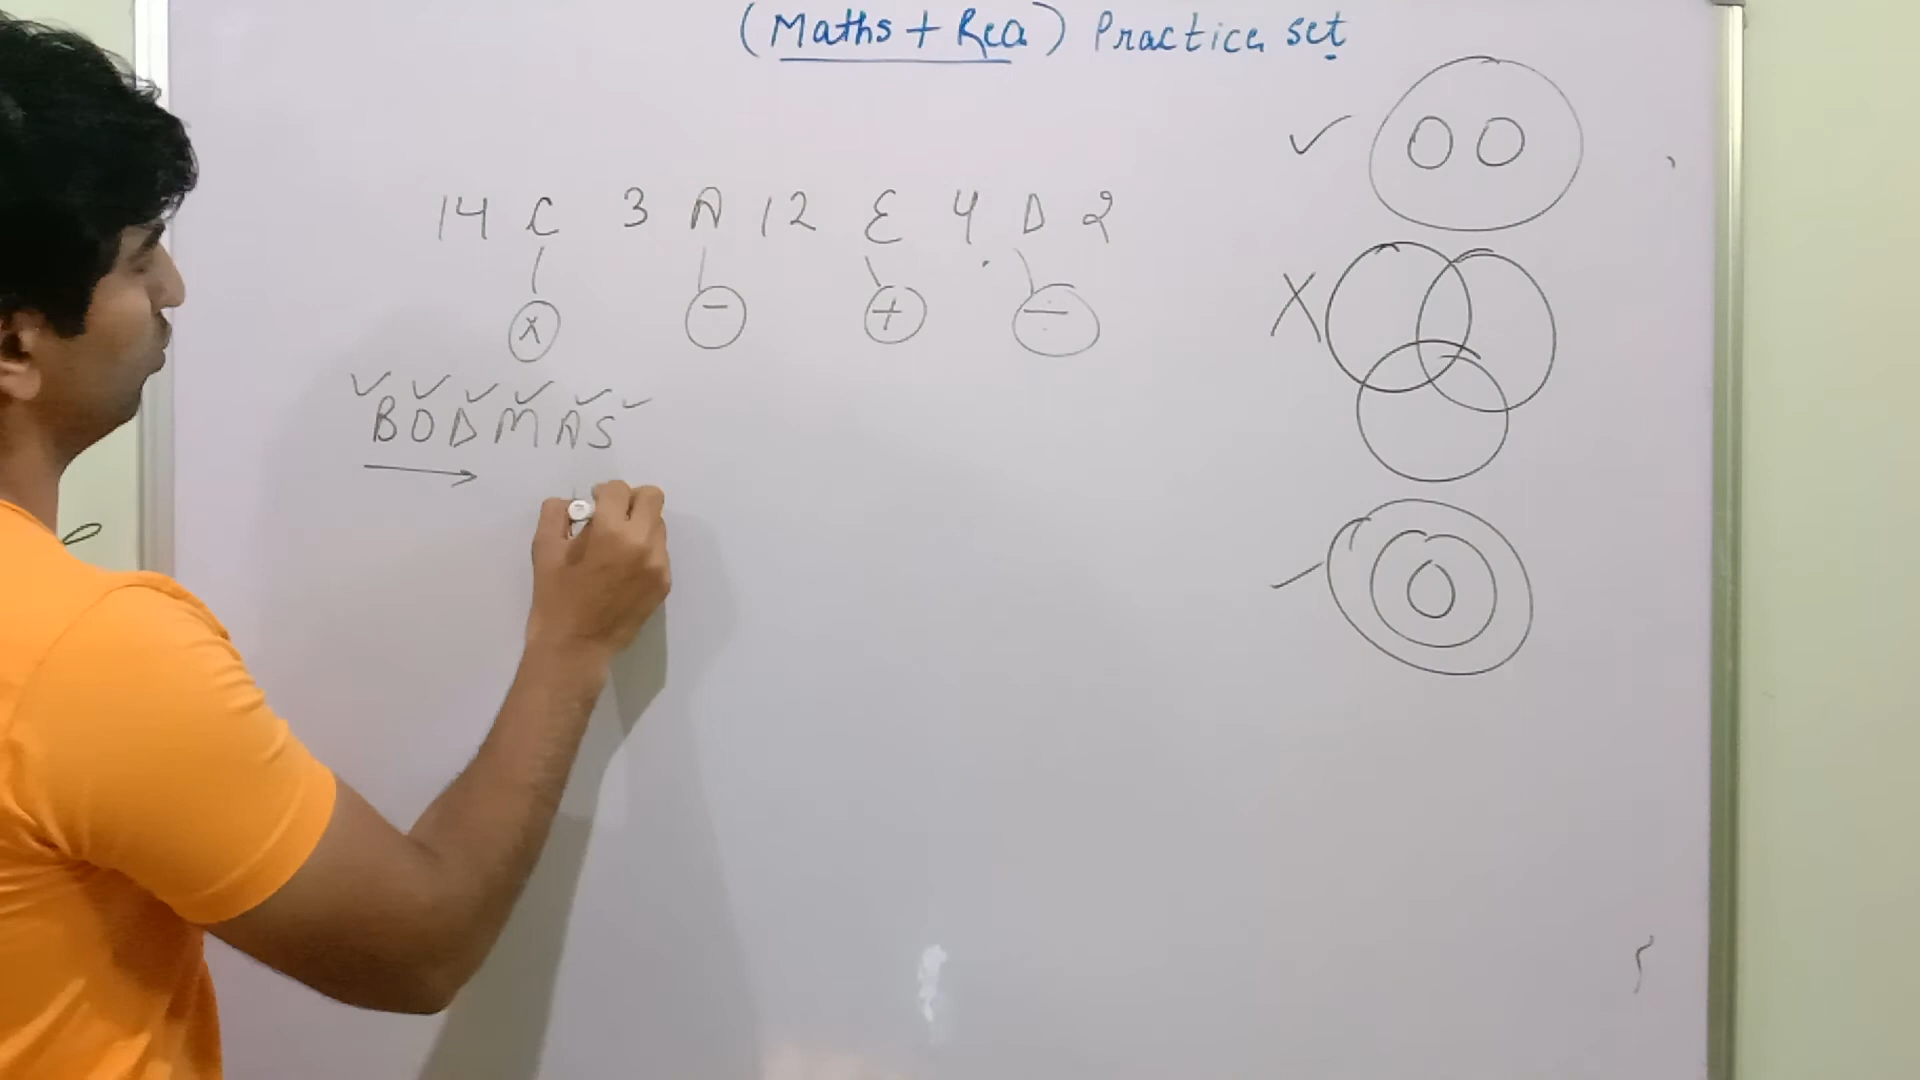 (Maths + Rea) Practice set
14 C 3 A 12 E 4 D 2
× − + ÷
BODMAS